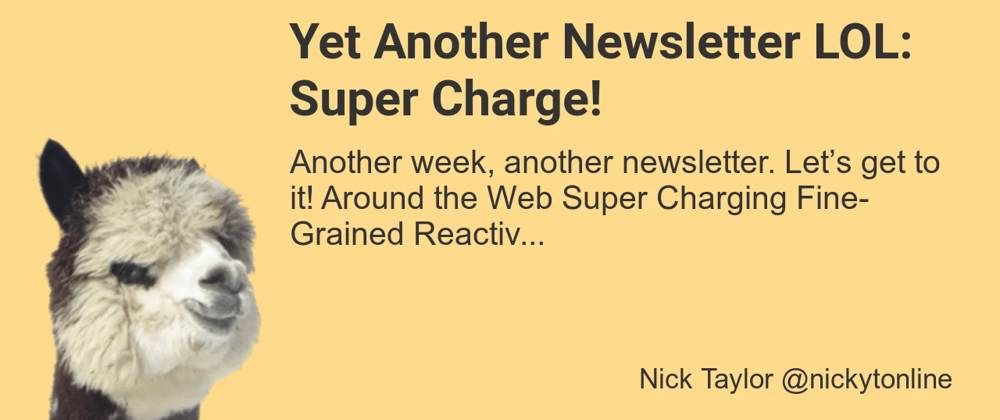 Yet Another Newsletter LOL:
Super Charge!
Another week, another newsletter. Let’s get to
it! Around the Web Super Charging Fine-
Grained Reactiv...
Nick Taylor @nickytonline